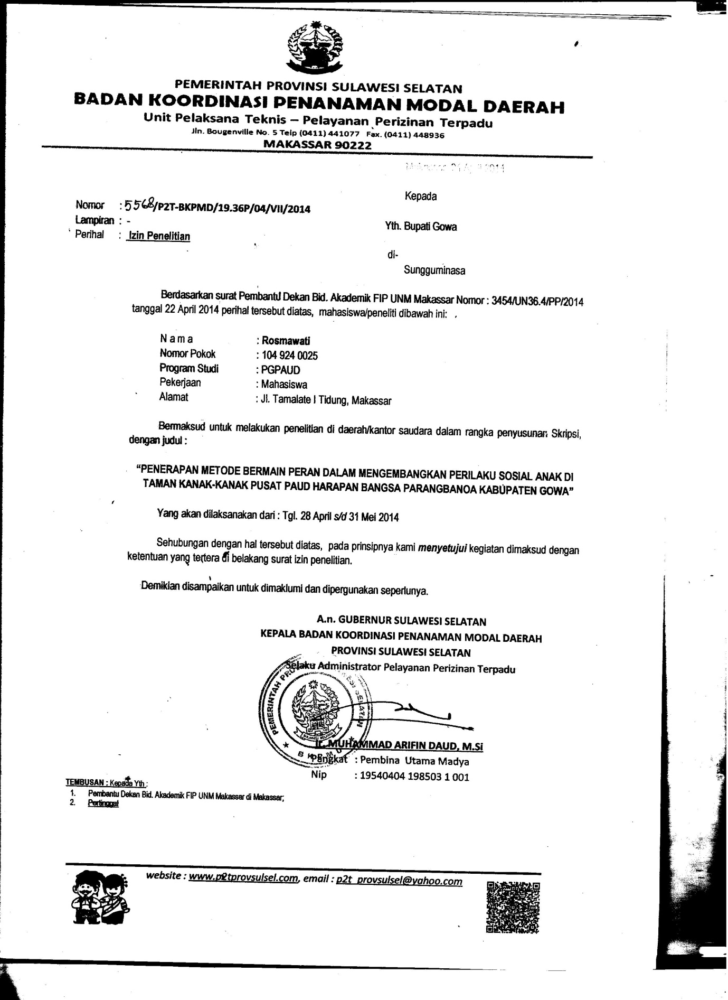 PEMERINTAH PROVINSI SULAWESI SELATAN
BADAN KOORDINASI PENANAMAN MODAL DAERAH
Unit Pelaksana Teknis – Pelayanan Perizinan Terpadu
Jln. Bougenville No. 5 Telp (0411) 441077 Fax. (0411) 448936
MAKASSAR 90222
2014
Kepada
Nomor : 5568/P2T-BKPMD/19.36P/04/VII/2014
Lampiran : -
Yth. Bupati Gowa
Perihal : Izin Penelitian
di-
Sungguminasa
Berdasarkan surat Pembantu Dekan Bid. Akademik FIP UNM Makassar Nomor : 3454/UN36.4/PP/2014
tanggal 22 April 2014 perihal tersebut diatas, mahasiswa/peneliti dibawah ini:
N a m a : Rosmawati
Nomor Pokok : 104 924 0025
Program Studi : PGPAUD
Pekerjaan : Mahasiswa
Alamat : Jl. Tamalate I Tidung, Makassar
Bermaksud untuk melakukan penelitian di daerah/kantor saudara dalam rangka penyusunan Skripsi,
dengan judul :
“PENERAPAN METODE BERMAIN PERAN DALAM MENGEMBANGKAN PERILAKU SOSIAL ANAK DI
TAMAN KANAK-KANAK PUSAT PAUD HARAPAN BANGSA PARANGBANOA KABUPATEN GOWA”
Yang akan dilaksanakan dari : Tgl. 28 April s/d 31 Mei 2014
Sehubungan dengan hal tersebut diatas, pada prinsipnya kami menyetujui kegiatan dimaksud dengan
ketentuan yang tertera di belakang surat izin penelitian.
Demikian disampaikan untuk dimaklumi dan dipergunakan seperlunya.
A.n. GUBERNUR SULAWESI SELATAN
KEPALA BADAN KOORDINASI PENANAMAN MODAL DAERAH
PROVINSI SULAWESI SELATAN
Selaku Administrator Pelayanan Perizinan Terpadu
PEMERINTAH PROV SI SELATAN
SULAWESI SELATAN
B K P M D
Ir. MUHAMMAD ARIFIN DAUD, M.Si
Pangkat : Pembina Utama Madya
Nip : 19540404 198503 1 001
TEMBUSAN : Kepada Yth :
1. Pembantu Dekan Bid. Akademik FIP UNM Makassar di Makassar;
2. Pertinggal
website : www.p2tprovsulsel.com, email : p2t_provsulsel@yahoo.com